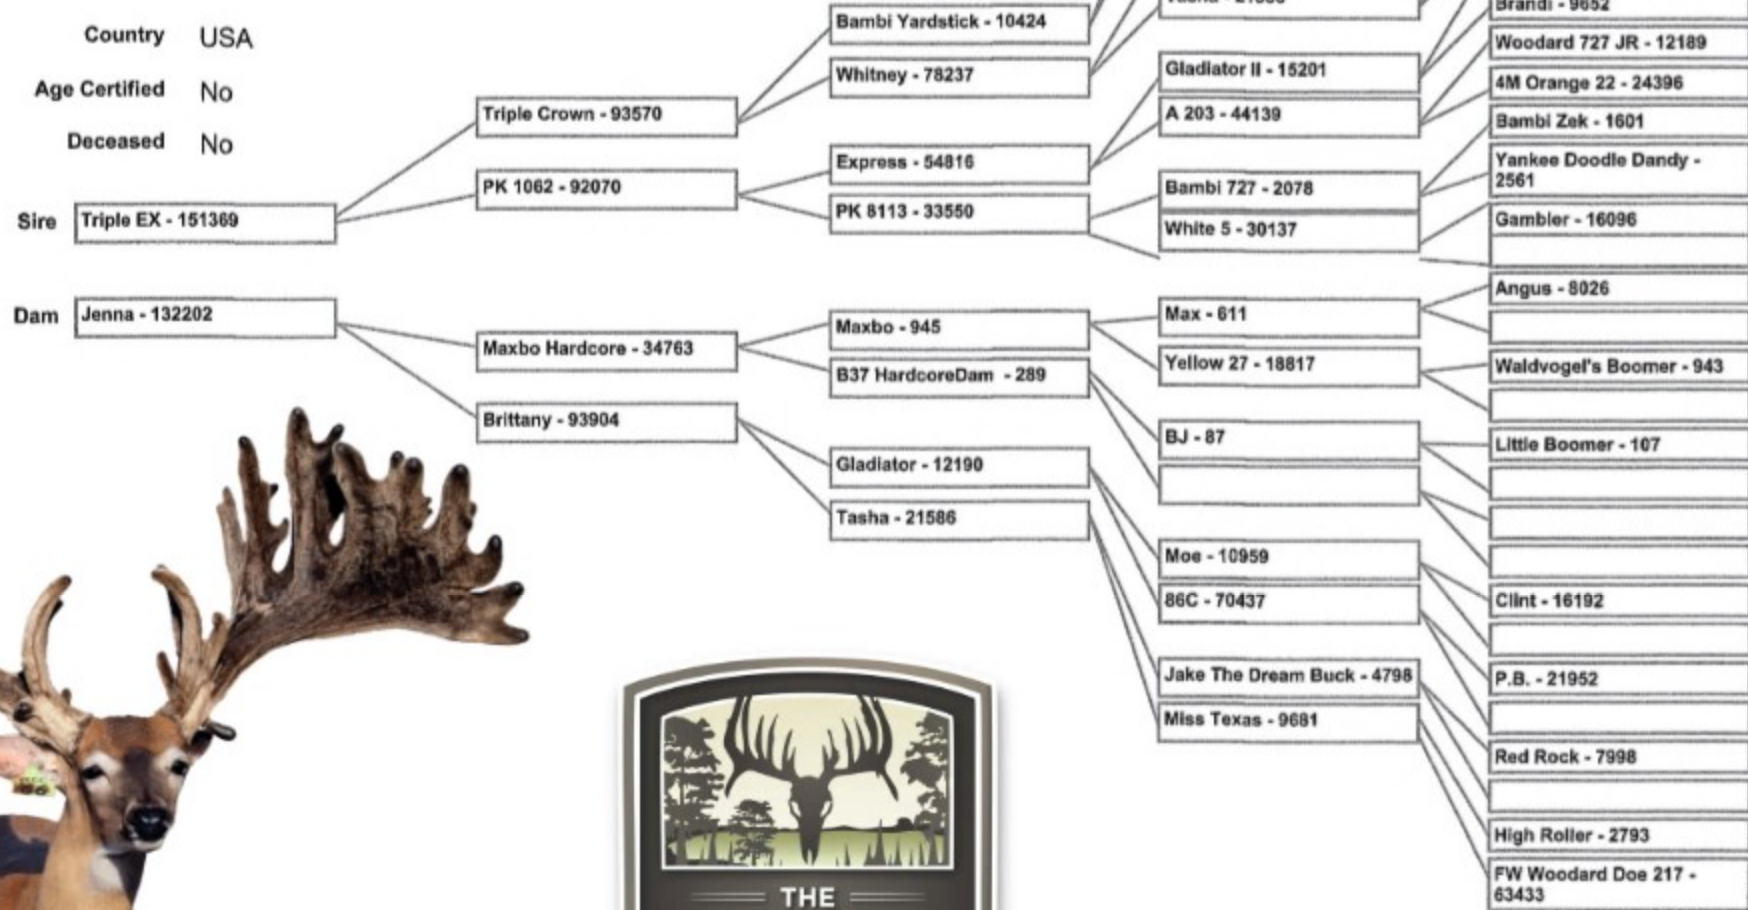 Country USA
Age Certified No
Deceased No
Sire Triple EX - 151369
Dam Jenna - 132202
Triple Crown - 93570
PK 1062 - 92070
Maxbo Hardcore - 34763
Brittany - 93904
Bambi Yardstick - 10424
Whitney - 78237
Express - 54816
PK 8113 - 33550
Maxbo - 945
B37 HardcoreDam - 289
Gladiator - 12190
Tasha - 21586
Gladiator II - 15201
A 203 - 44139
Bambi 727 - 2078
White 5 - 30137
Max - 611
Yellow 27 - 18817
BJ - 87
Moe - 10959
86C - 70437
Jake The Dream Buck - 4798
Miss Texas - 9681
Brandi - 9652
Woodard 727 JR - 12189
4M Orange 22 - 24396
Bambi Zek - 1601
Yankee Doodle Dandy -
2561
Gambler - 16096
Angus - 8026
Waldvogel's Boomer - 943
Little Boomer - 107
Clint - 16192
P.B. - 21952
Red Rock - 7998
High Roller - 2793
FW Woodard Doe 217 -
63433
THE